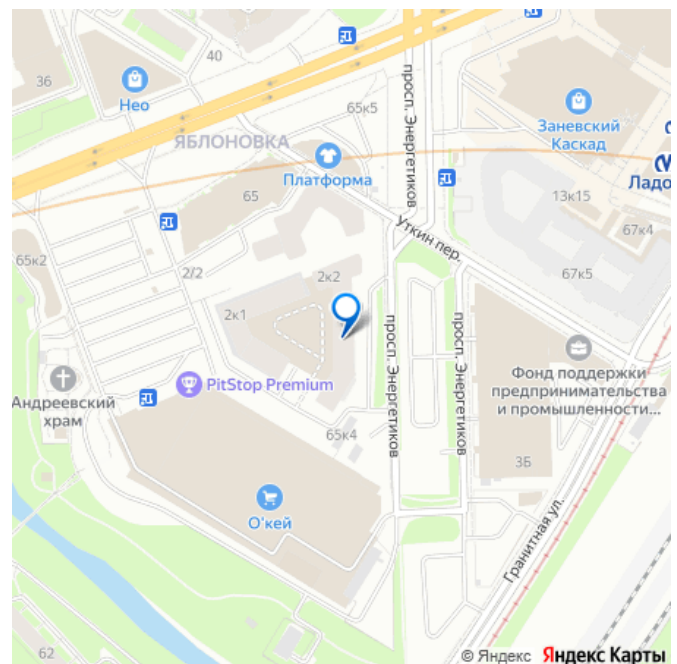 40
36
Нео
65к5
ЯБЛОНОВКА
просп. Энергетиков
Заневский
Каскад
Платформа
65
Уткин пер.
13к15
67к4
67к5
65к2
2/2
2к2
2к1
просп. Энергетиков
просп. Энергетиков
Фонд поддержки
предпринимательства
и промышленности...
PitStop Premium
Андреевский
храм
65к4
3Б
О'кей
Гранитная ул.
62
© Яндекс Яндекс Карты